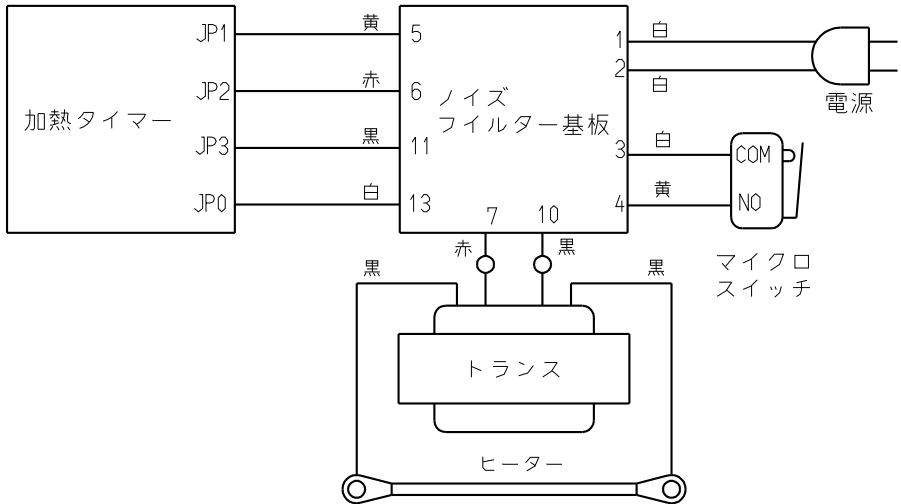 加熱タイマー
JP1
JP2
JP3
JP0
黄
赤
黒
白
5
6
11
13
ノイズ
フイルター基板
7
10
1
2
3
4
白
白
白
黄
電源
COM
NO
マイクロ
スイッチ
赤
黒
黒
黒
トランス
ヒーター